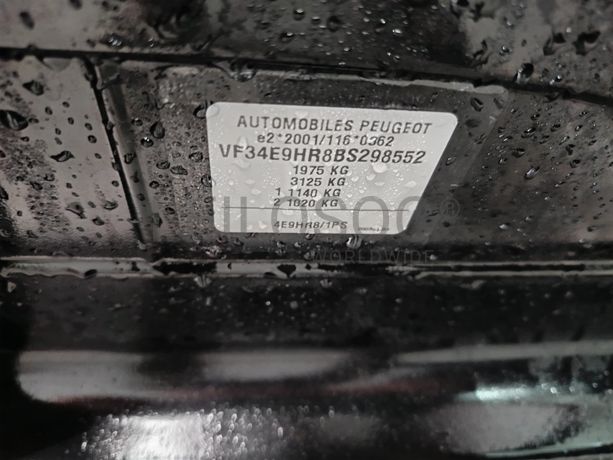 AUTOMOBILES PEUGEOT
e2*2001/116*0362
VF34E9HR8BS298552
1975 KG
3125 KG
1 1140 KG
2 1020 KG
4E9HR8/1PS
WORLDWIDE